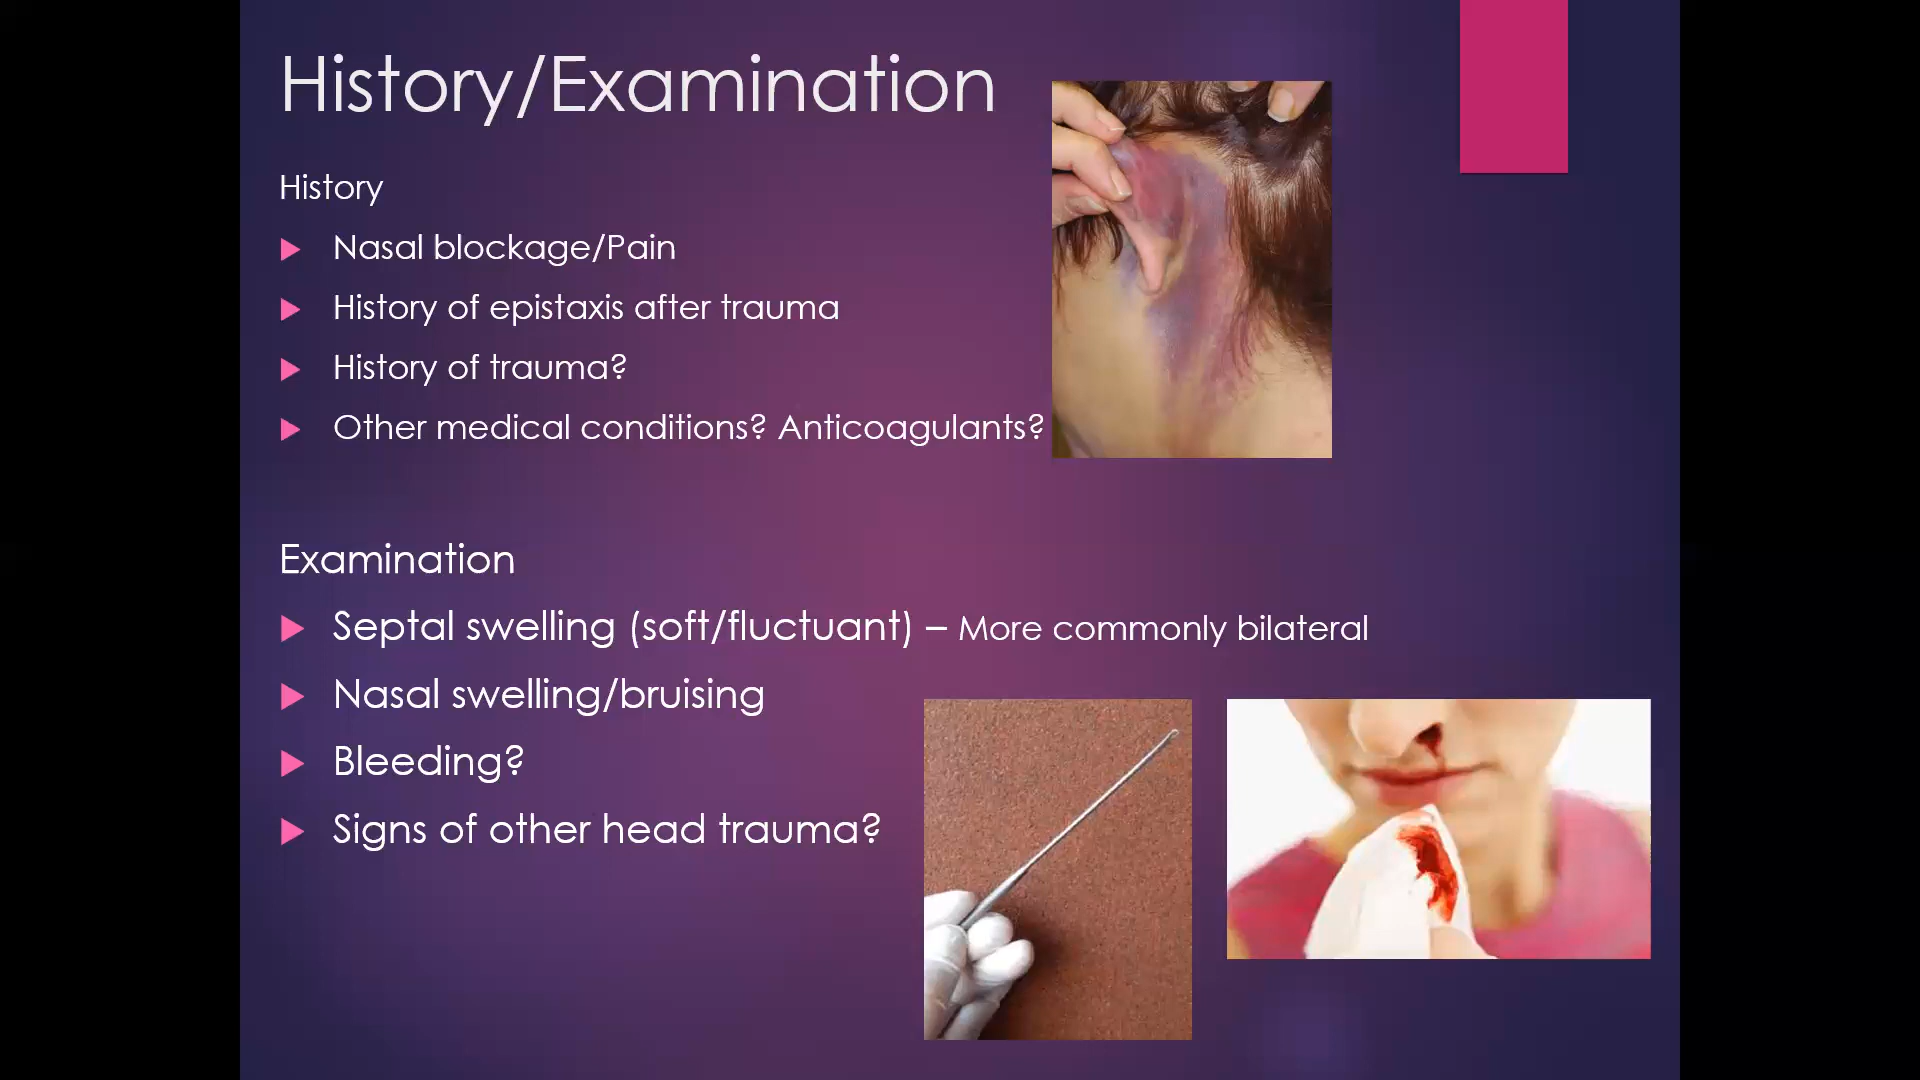 History/Examination
History
Nasal blockage/Pain
History of epistaxis after trauma
History of trauma?
Other medical conditions? Anticoagulants?
Examination
Septal swelling (soft/fluctuant) – More commonly bilateral
Nasal swelling/bruising
Bleeding?
Signs of other head trauma?